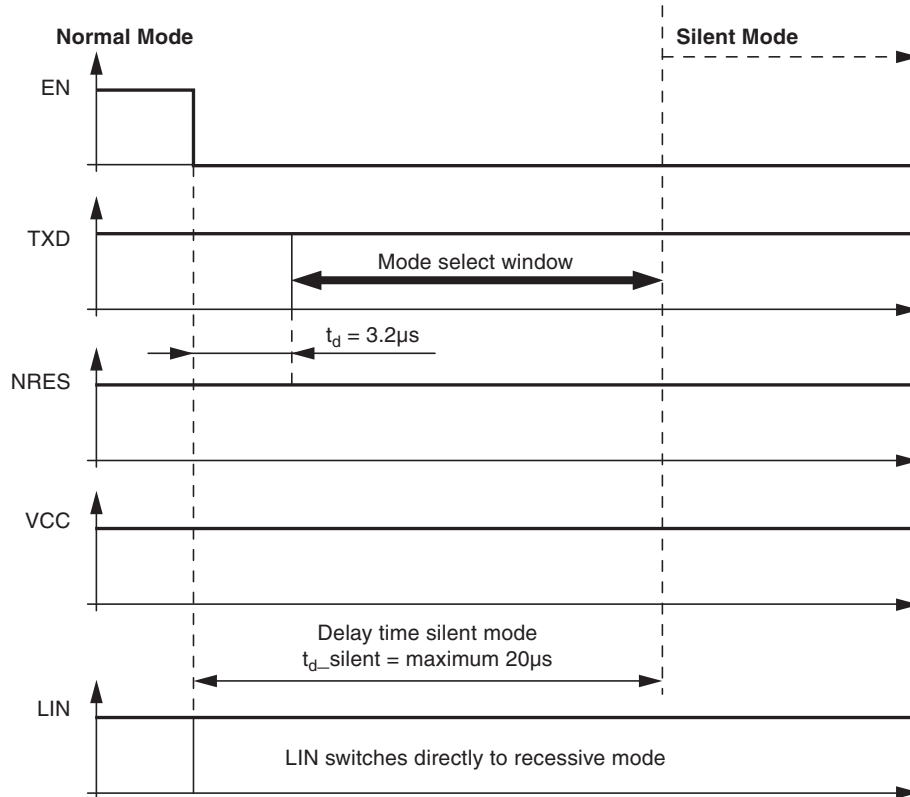 Normal Mode
Silent Mode
EN
TXD
Mode select window
t_d = 3.2µs
NRES
VCC
Delay time silent mode
t_d_silent = maximum 20µs
LIN
LIN switches directly to recessive mode